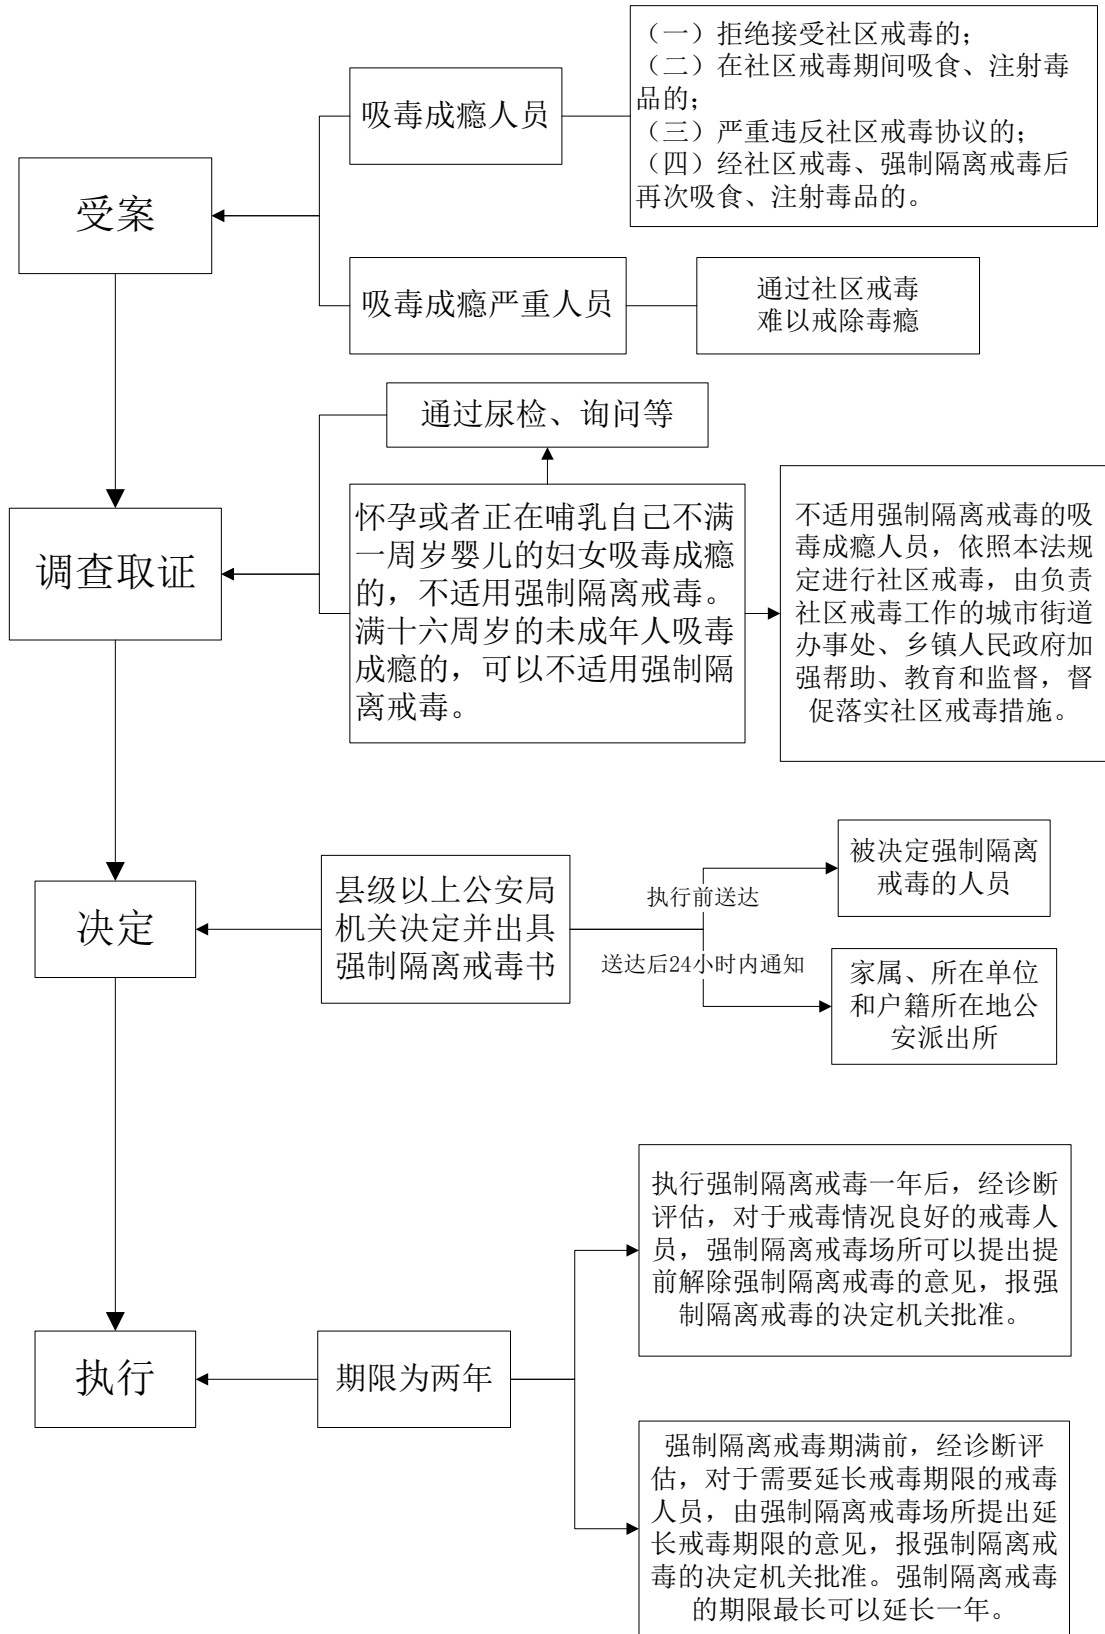 （一）拒绝接受社区戒毒的；
（二）在社区戒毒期间吸食、注射毒
品的；
（三）严重违反社区戒毒协议的；
（四）经社区戒毒、强制隔离戒毒后
再次吸食、注射毒品的。
吸毒成瘾人员
受案
吸毒成瘾严重人员
通过社区戒毒
难以戒除毒瘾
通过尿检、询问等
怀孕或者正在哺乳自己不满
一周岁婴儿的妇女吸毒成瘾
的，不适用强制隔离戒毒。
满十六周岁的未成年人吸毒
成瘾的，可以不适用强制隔
离戒毒。
不适用强制隔离戒毒的吸
毒成瘾人员，依照本法规
定进行社区戒毒，由负责
社区戒毒工作的城市街道
办事处、乡镇人民政府加
强帮助、教育和监督，督
促落实社区戒毒措施。
调查取证
决定
县级以上公安局
机关决定并出具
强制隔离戒毒书
执行前送达
被决定强制隔离
戒毒的人员
送达后24小时内通知
家属、所在单位
和户籍所在地公
安派出所
执行强制隔离戒毒一年后，经诊断
评估，对于戒毒情况良好的戒毒人
员，强制隔离戒毒场所可以提出提
前解除强制隔离戒毒的意见，报强
制隔离戒毒的决定机关批准。
执行
期限为两年
强制隔离戒毒期满前，经诊断评
估，对于需要延长戒毒期限的戒毒
人员，由强制隔离戒毒场所提出延
长戒毒期限的意见，报强制隔离戒
毒的决定机关批准。强制隔离戒毒
的期限最长可以延长一年。